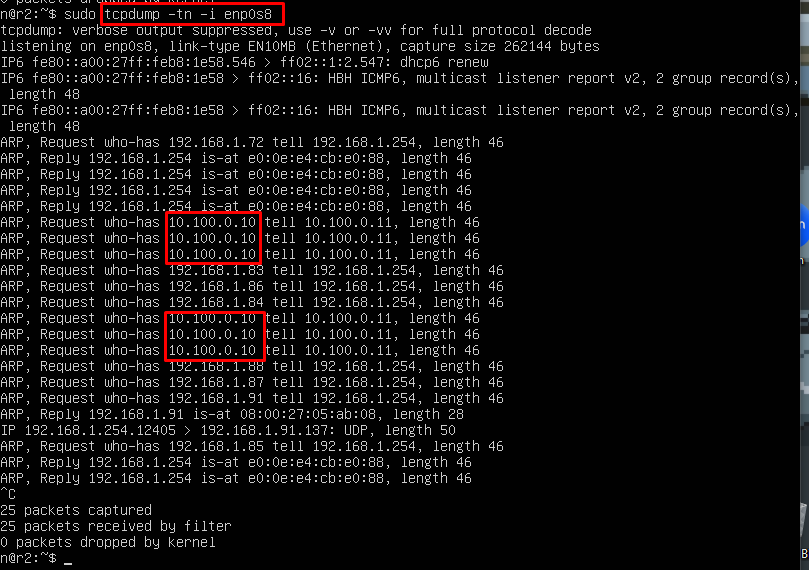 0 packets dropped by kernel
n@r2:~$ sudo tcpdump -tn -i enp0s8
tcpdump: verbose output suppressed, use -v or -vv for full protocol decode
listening on enp0s8, link-type EN10MB (Ethernet), capture size 262144 bytes
IP6 fe80::a00:27ff:feb8:1e58.546 > ff02::1:2.547: dhcp6 renew
IP6 fe80::a00:27ff:feb8:1e58 > ff02::16: HBH ICMP6, multicast listener report v2, 2 group record(s),
 length 48
IP6 fe80::a00:27ff:feb8:1e58 > ff02::16: HBH ICMP6, multicast listener report v2, 2 group record(s),
 length 48
ARP, Request who-has 192.168.1.72 tell 192.168.1.254, length 46
ARP, Reply 192.168.1.254 is-at e0:0e:e4:cb:e0:88, length 46
ARP, Reply 192.168.1.254 is-at e0:0e:e4:cb:e0:88, length 46
ARP, Reply 192.168.1.254 is-at e0:0e:e4:cb:e0:88, length 46
ARP, Reply 192.168.1.254 is-at e0:0e:e4:cb:e0:88, length 46
ARP, Request who-has 10.100.0.10 tell 10.100.0.11, length 46
ARP, Request who-has 10.100.0.10 tell 10.100.0.11, length 46
ARP, Request who-has 10.100.0.10 tell 10.100.0.11, length 46
ARP, Request who-has 192.168.1.83 tell 192.168.1.254, length 46
ARP, Request who-has 192.168.1.86 tell 192.168.1.254, length 46
ARP, Request who-has 192.168.1.84 tell 192.168.1.254, length 46
ARP, Request who-has 10.100.0.10 tell 10.100.0.11, length 46
ARP, Request who-has 10.100.0.10 tell 10.100.0.11, length 46
ARP, Request who-has 10.100.0.10 tell 10.100.0.11, length 46
ARP, Request who-has 192.168.1.88 tell 192.168.1.254, length 46
ARP, Request who-has 192.168.1.87 tell 192.168.1.254, length 46
ARP, Request who-has 192.168.1.91 tell 192.168.1.254, length 46
ARP, Reply 192.168.1.91 is-at 08:00:27:05:ab:08, length 28
IP 192.168.1.254.12405 > 192.168.1.91.137: UDP, length 50
ARP, Request who-has 192.168.1.85 tell 192.168.1.254, length 46
ARP, Reply 192.168.1.254 is-at e0:0e:e4:cb:e0:88, length 46
ARP, Reply 192.168.1.254 is-at e0:0e:e4:cb:e0:88, length 46
^C
25 packets captured
25 packets received by filter
0 packets dropped by kernel
n@r2:~$ _